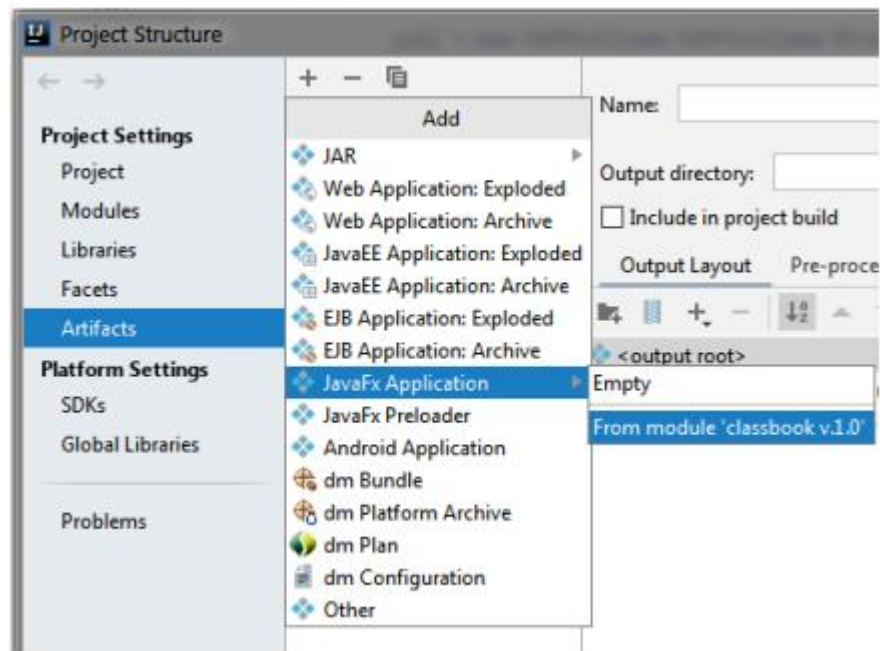 Project Structure
Project Settings
Project
Modules
Libraries
Facets
Artifacts
Platform Settings
SDKs
Global Libraries
Problems
Add
JAR
Web Application: Exploded
Web Application: Archive
JavaEE Application: Exploded
JavaEE Application: Archive
EJB Application: Exploded
EJB Application: Archive
JavaFx Application
JavaFx Preloader
Android Application
dm Bundle
dm Platform Archive
dm Plan
dm Configuration
Other
Name:
Output directory:
Include in project build
Output Layout Pre-proce
<output root>
Empty
From module 'classbook v.1.0'